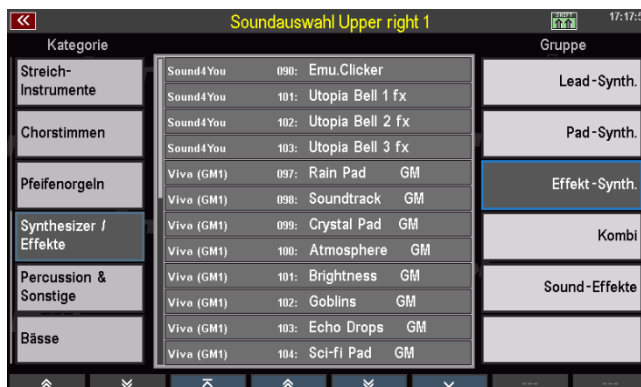 Soundauswahl Upper right 1
SHIFT
Kategorie
Gruppe
Streich-
Instrumente
Chorstimmen
Pfeifenorgeln
Synthesizer /
Effekte
Percussion &
Sonstige
Bässe
Sound4You 090: Emu.Clicker
Sound4You 101: Utopia Bell 1 fx
Sound4You 102: Utopia Bell 2 fx
Sound4You 103: Utopia Bell 3 fx
Viva (GM1) 097: Rain Pad GM
Viva (GM1) 098: Soundtrack GM
Viva (GM1) 099: Crystal Pad GM
Viva (GM1) 100: Atmosphere GM
Viva (GM1) 101: Brightness GM
Viva (GM1) 102: Goblins GM
Viva (GM1) 103: Echo Drops GM
Viva (GM1) 104: Sci-fi Pad GM
Lead-Synth.
Pad-Synth.
Effekt-Synth.
Kombi
Sound-Effekte
--- ---